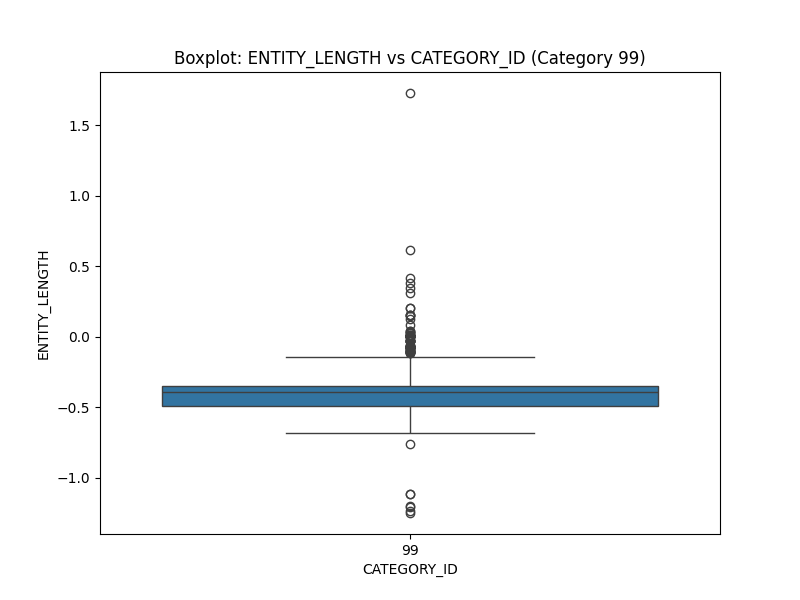 Boxplot: ENTITY_LENGTH vs CATEGORY_ID (Category 99)
1.5
1.0
0.5
0.0
−0.5
−1.0
ENTITY_LENGTH
99
CATEGORY_ID